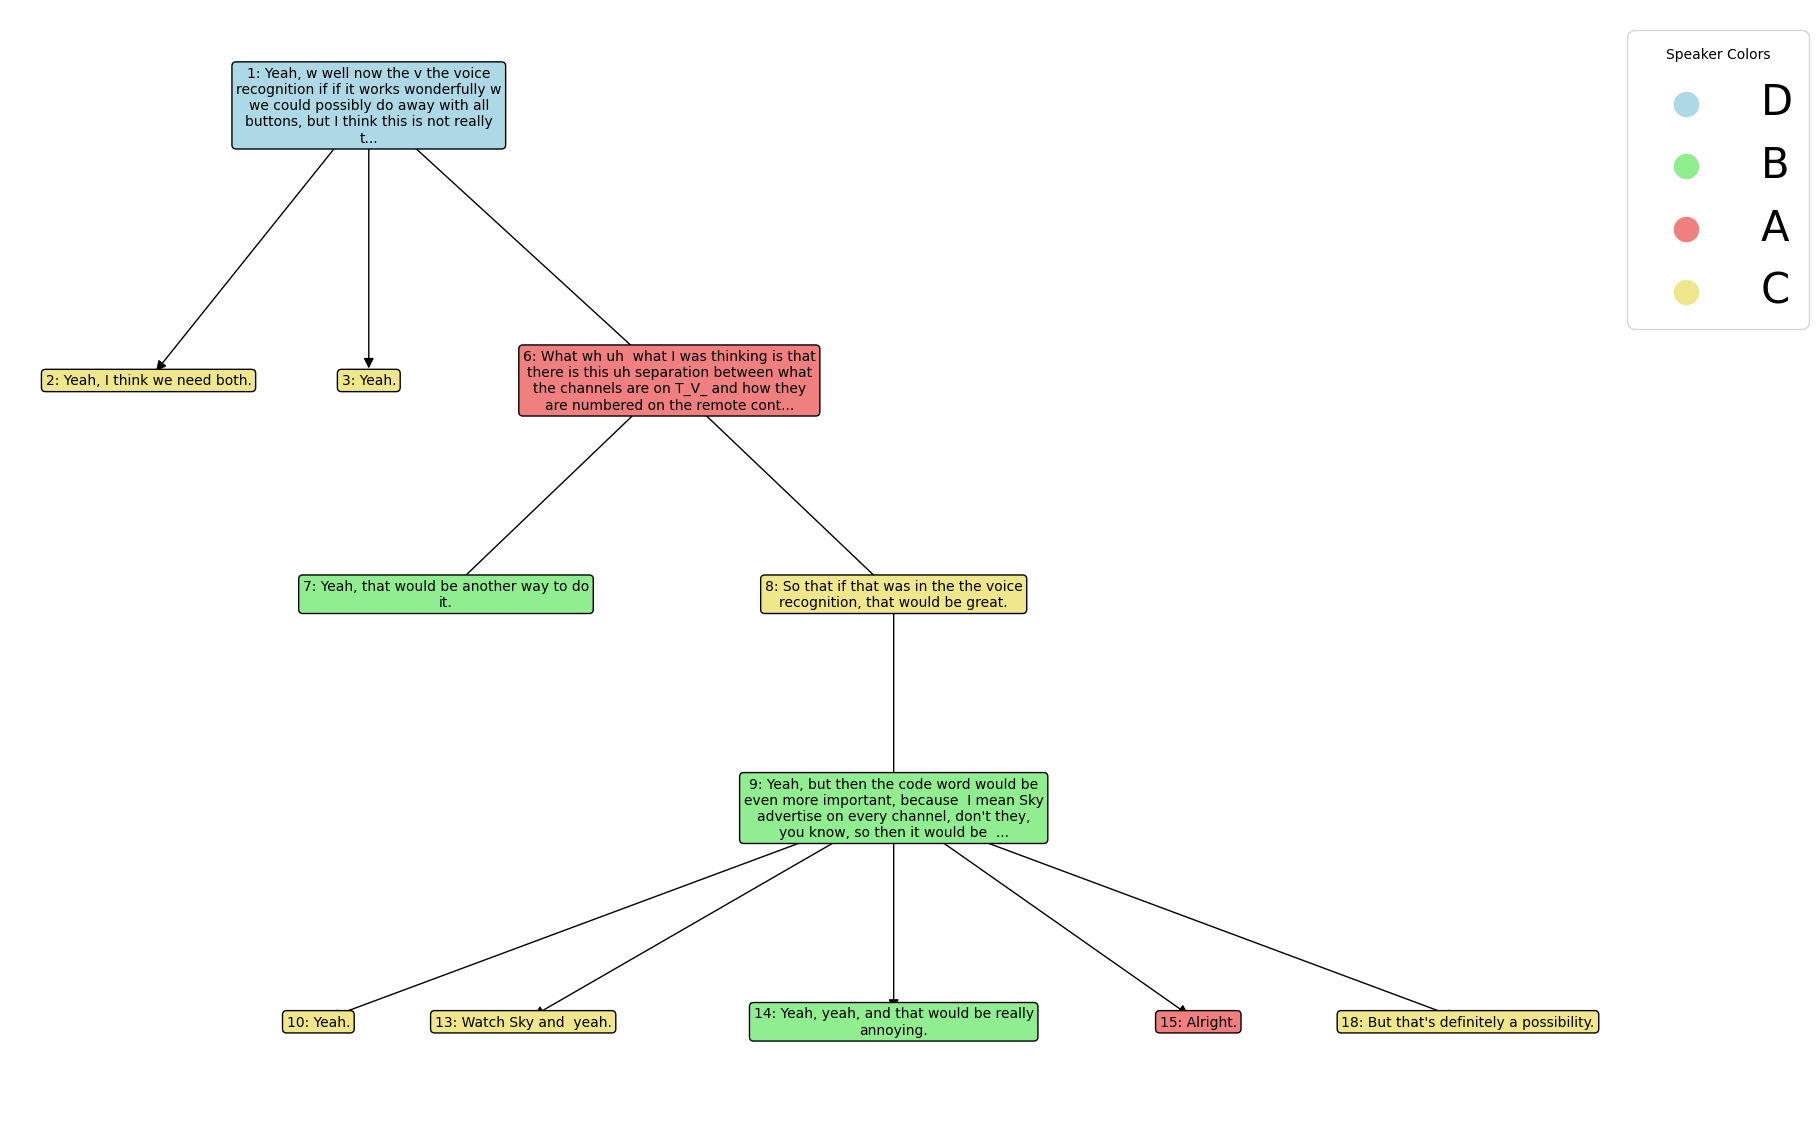 1: Yeah, w well now the v the voice
recognition if if it works wonderfully w
we could possibly do away with all
buttons, but I think this is not really
t...
Speaker Colors
D
B
A
C
2: Yeah, I think we need both.
3: Yeah.
6: What wh uh  what I was thinking is that
there is this uh separation between what
the channels are on T_V_ and how they
are numbered on the remote cont...
7: Yeah, that would be another way to do
it.
8: So that if that was in the the voice
recognition, that would be great.
9: Yeah, but then the code word would be
even more important, because  I mean Sky
advertise on every channel, don't they,
you know, so then it would be  ...
10: Yeah.
13: Watch Sky and  yeah.
14: Yeah, yeah, and that would be really
annoying.
15: Alright.
18: But that's definitely a possibility.